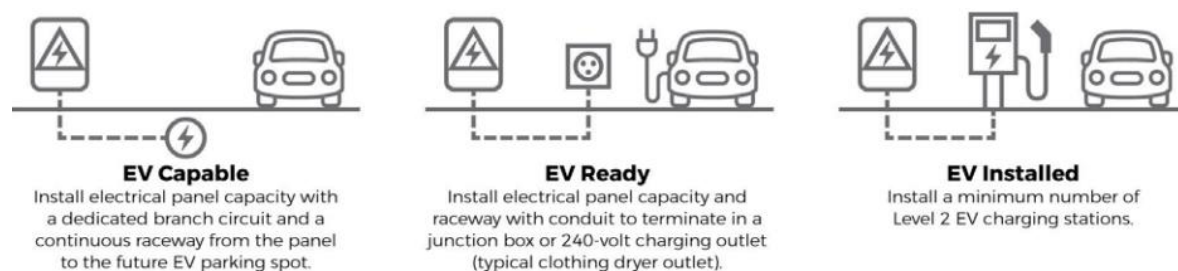 EV Capable
Install electrical panel capacity with
a dedicated branch circuit and a
continuous raceway from the panel
to the future EV parking spot.
EV Ready
Install electrical panel capacity and
raceway with conduit to terminate in a
junction box or 240-volt charging outlet
(typical clothing dryer outlet).
EV Installed
Install a minimum number of
Level 2 EV charging stations.